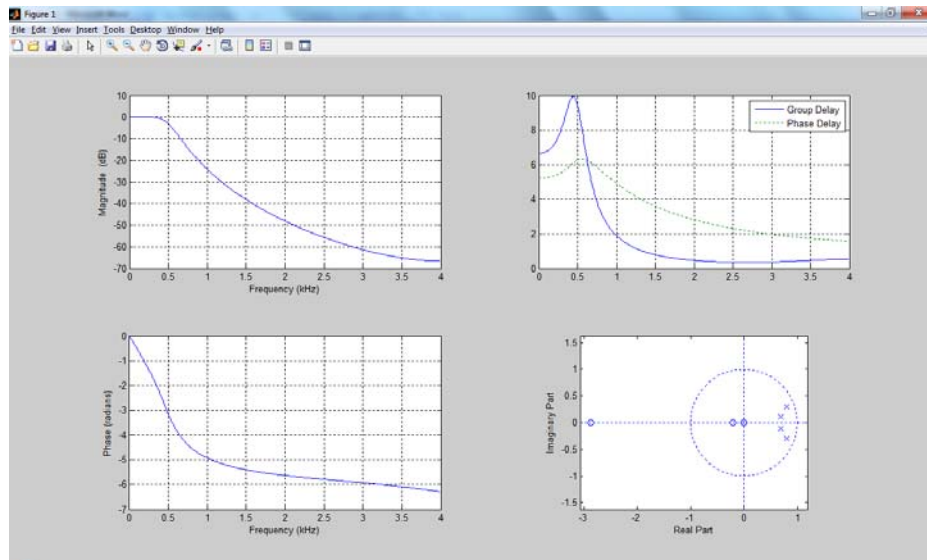 Figure 1
File Edit View Insert Tools Desktop Window Help
10
0
-10
-20
-30
-40
-50
-60
-70
Magnitude (dB)
0 0.5 1 1.5 2 2.5 3 3.5 4
Frequency (kHz)
10
8
6
4
2
0
Group Delay
Phase Delay
0 0.5 1 1.5 2 2.5 3 3.5 4
0
-1
-2
-3
-4
-5
-6
-7
Phase (radians)
0 0.5 1 1.5 2 2.5 3 3.5 4
Frequency (kHz)
1.5
1
0.5
0
-0.5
-1
-1.5
Imaginary Part
-3 -2 -1 0 1
Real Part